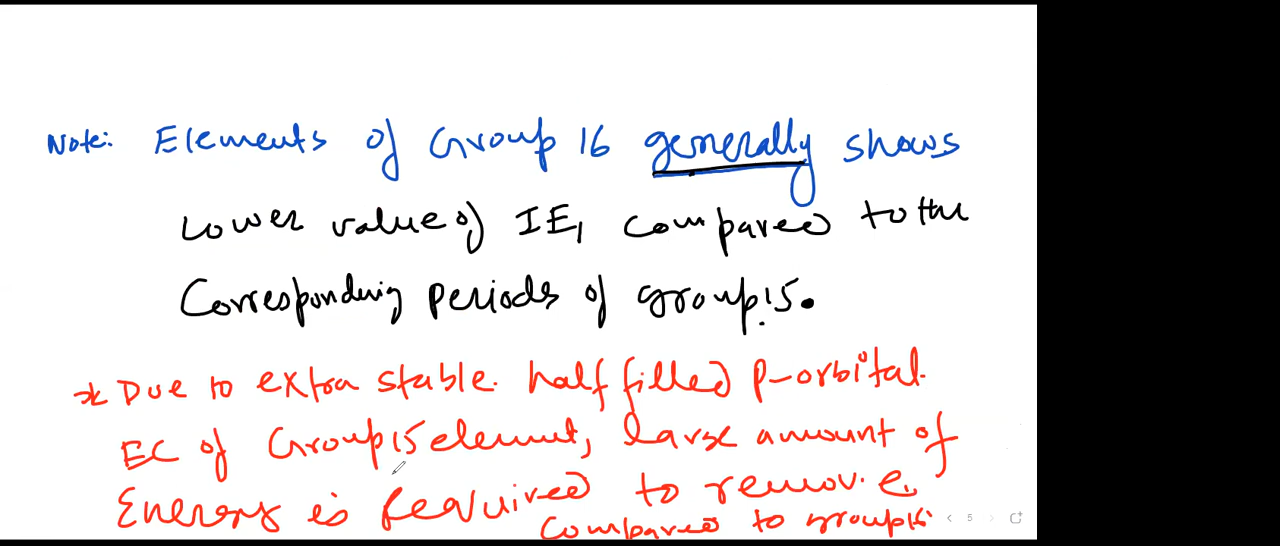 Note: Elements of Group 16 generally shows
Lower value of IE₁ compared to the
Corresponding periods of group 15.
* Due to extra stable half filled p-orbital
EC of Group 15 element, large amount of
Energy is required to remov.e
Compared to group 16
5